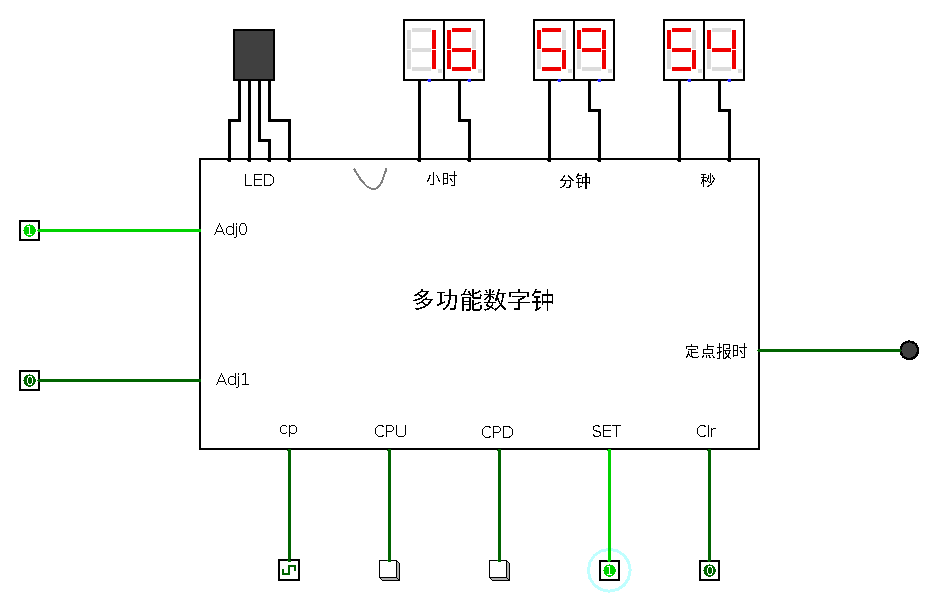 16 59 54
LED 小时 分钟 秒
1 Adj0
多功能数字钟
定点报时
0 Adj1
cp CPU CPD SET Clr
1 0